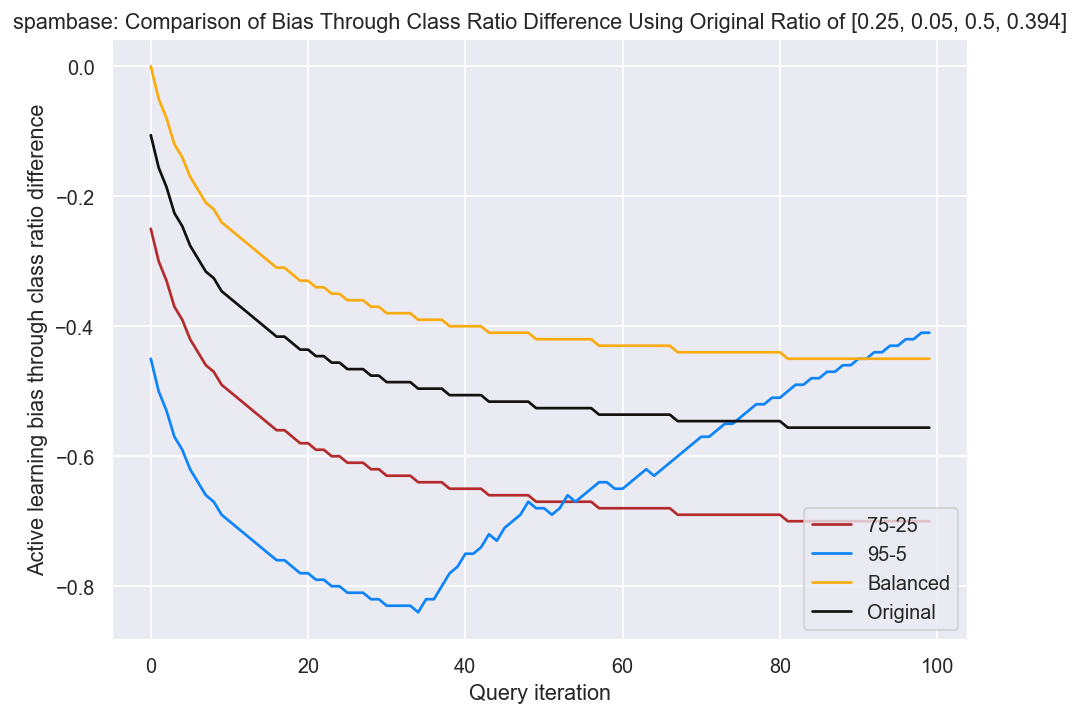 spambase: Comparison of Bias Through Class Ratio Difference Using Original Ratio of [0.25, 0.05, 0.5, 0.394]
Active learning bias through class ratio difference
0.0
−0.2
−0.4
−0.6
−0.8
75-25
95-5
Balanced
Original
0
20
40
60
80
100
Query iteration